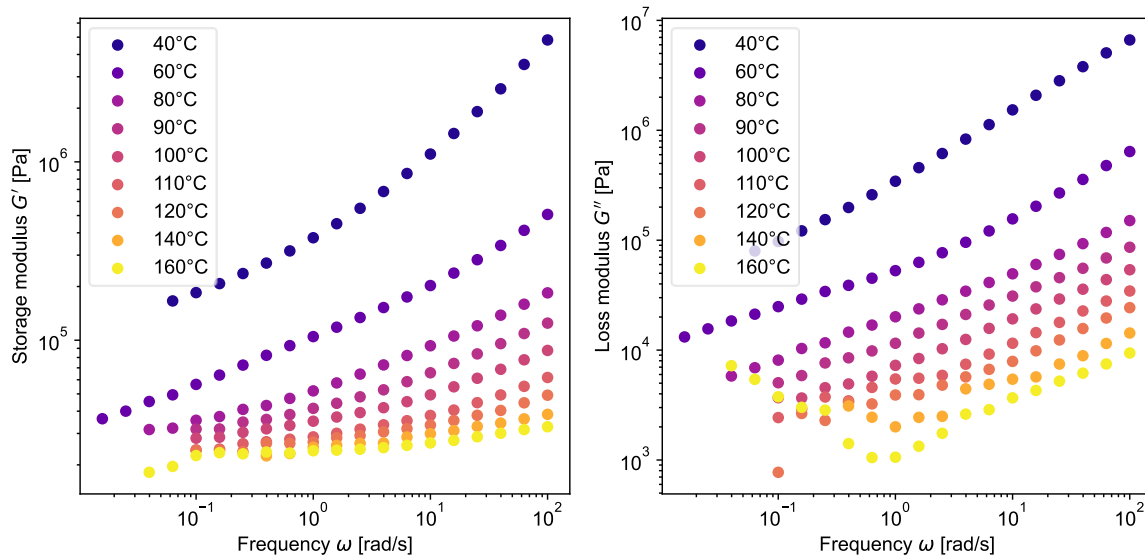 Storage modulus G′ [Pa]
10⁶
10⁵
40°C
60°C
80°C
90°C
100°C
110°C
120°C
140°C
160°C
10⁻¹ 10⁰ 10¹ 10²
Frequency ω [rad/s]
Loss modulus G′′ [Pa]
10⁷
10⁶
10⁵
10⁴
10³
40°C
60°C
80°C
90°C
100°C
110°C
120°C
140°C
160°C
10⁻¹ 10⁰ 10¹ 10²
Frequency ω [rad/s]